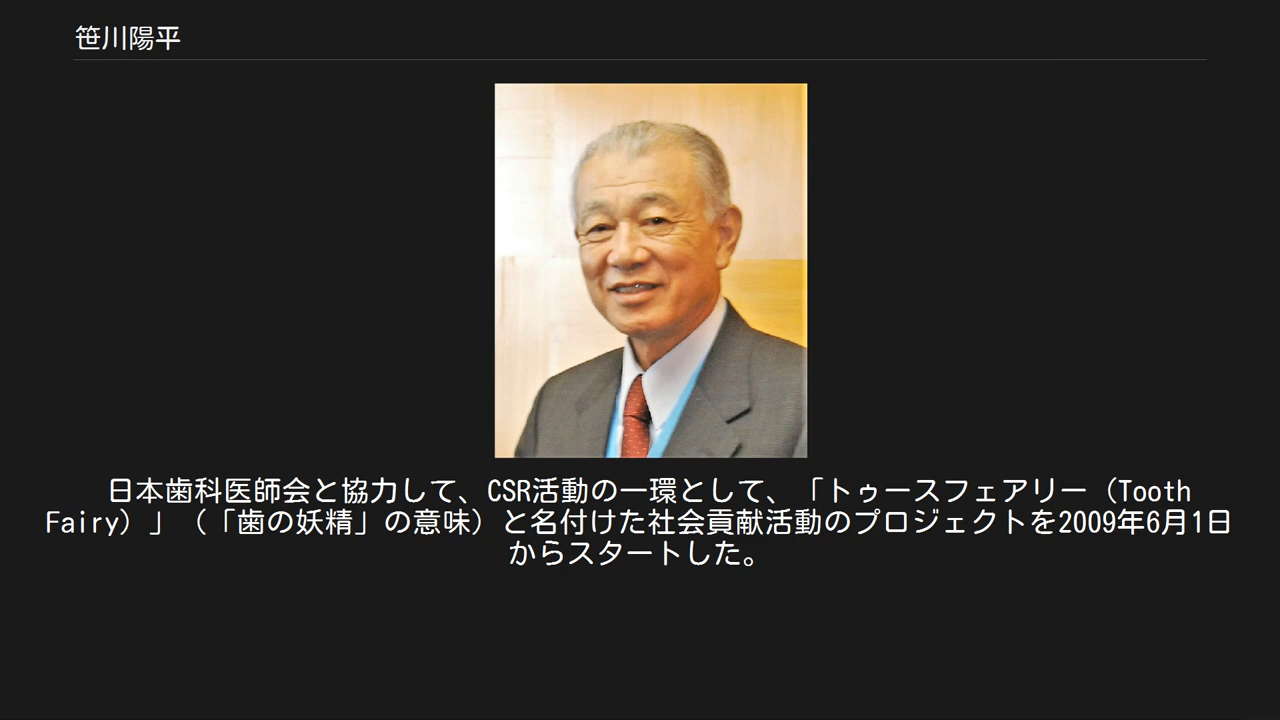 笹川陽平
日本歯科医師会と協力して、CSR活動の一環として、「トゥースフェアリー（Tooth
Fairy）」（「歯の妖精」の意味）と名付けた社会貢献活動のプロジェクトを2009年6月1日
からスタートした。